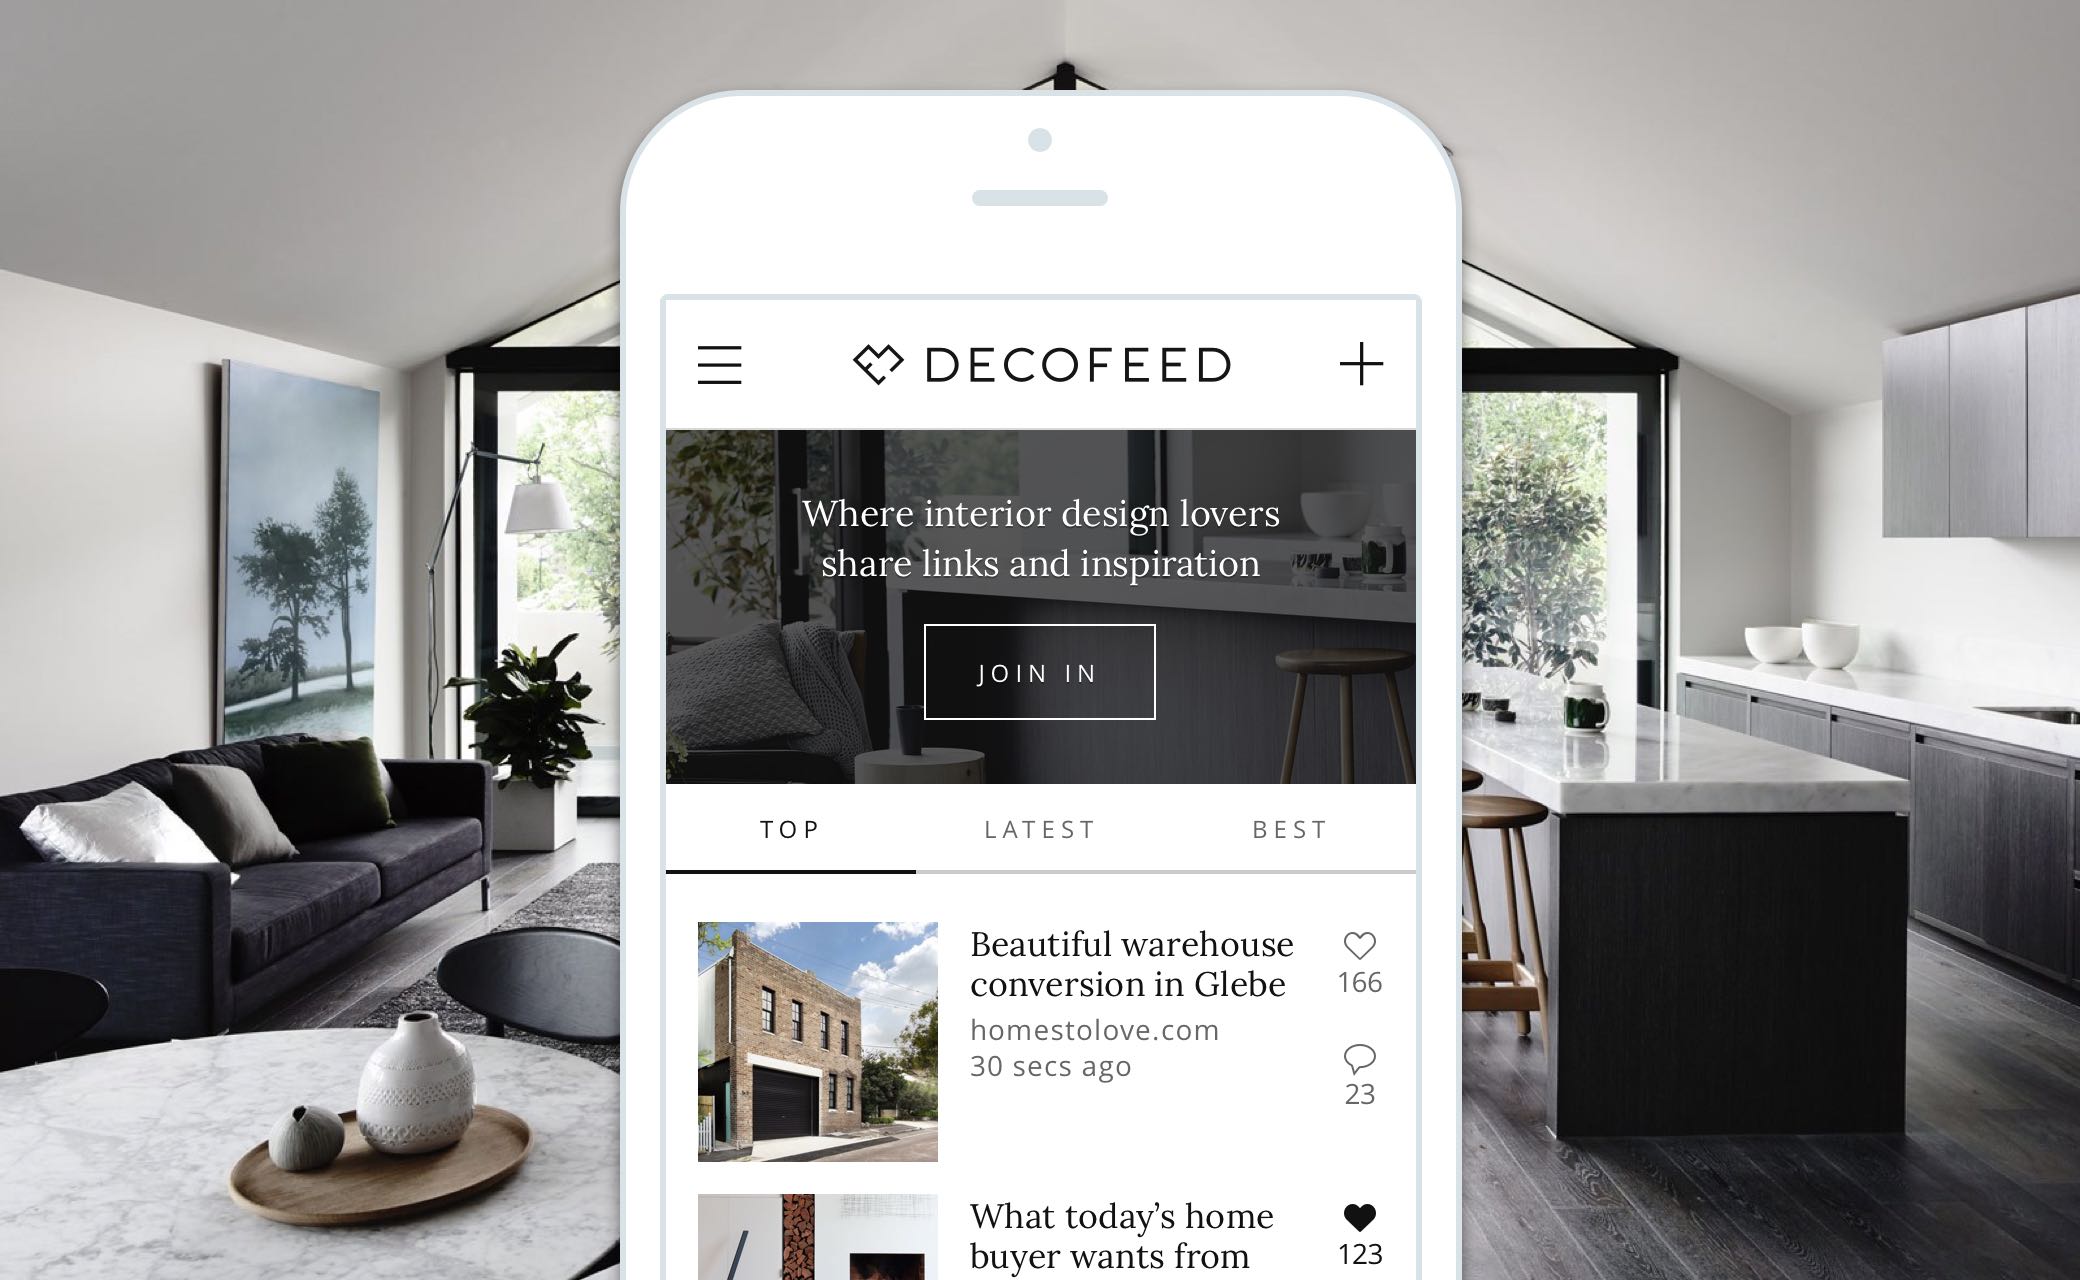 DECOFEED
Where interior design lovers
share links and inspiration
JOIN IN
TOP
LATEST
BEST
Beautiful warehouse
conversion in Glebe
homestolove.com
30 secs ago
166
23
What today’s home
buyer wants from
123